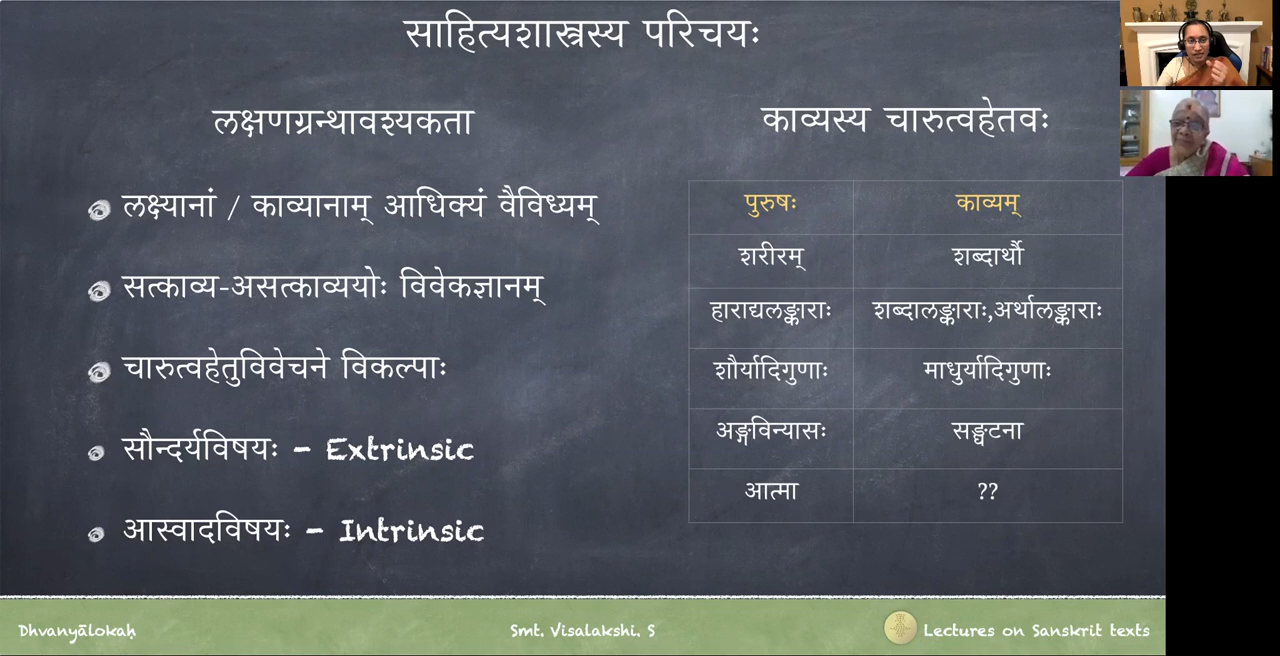 साहित्यशास्त्रस्य परिचयः
लक्षणग्रन्थावश्यकता
लक्ष्यानां / काव्यानाम् आधिक्यं वैविध्यम्
सत्काव्य-असत्काव्ययोः विवेकज्ञानम्
चारुत्वहेतुविवेचने विकल्पाः
सौन्दर्यविषयः - Extrinsic
आस्वादविषयः - Intrinsic
काव्यस्य चारुत्वहेतवः
पुरुषः काव्यम्
शरीरम् शब्दार्थौ
हाराद्यलङ्काराः शब्दालङ्काराः,अर्थालङ्काराः
शौर्यादिगुणाः माधुर्यादिगुणाः
अङ्गविन्यासः सङ्घटना
आत्मा ??
Dhvanyālokaḥ Smt. Visalakshi. S Lectures on Sanskrit texts